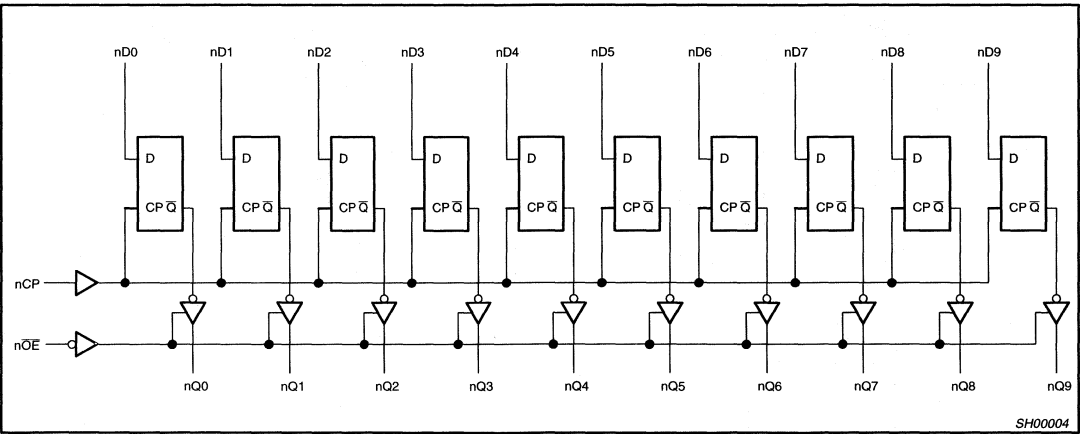 nD0 nD1 nD2 nD3 nD4 nD5 nD6 nD7 nD8 nD9
D D D D D D D D D D
CP Q̅ CP Q̅ CP Q̅ CP Q̅ CP Q̅ CP Q̅ CP Q̅ CP Q̅ CP Q̅ CP Q̅
nCP
nO̅E̅
nQ0 nQ1 nQ2 nQ3 nQ4 nQ5 nQ6 nQ7 nQ8 nQ9
SH00004